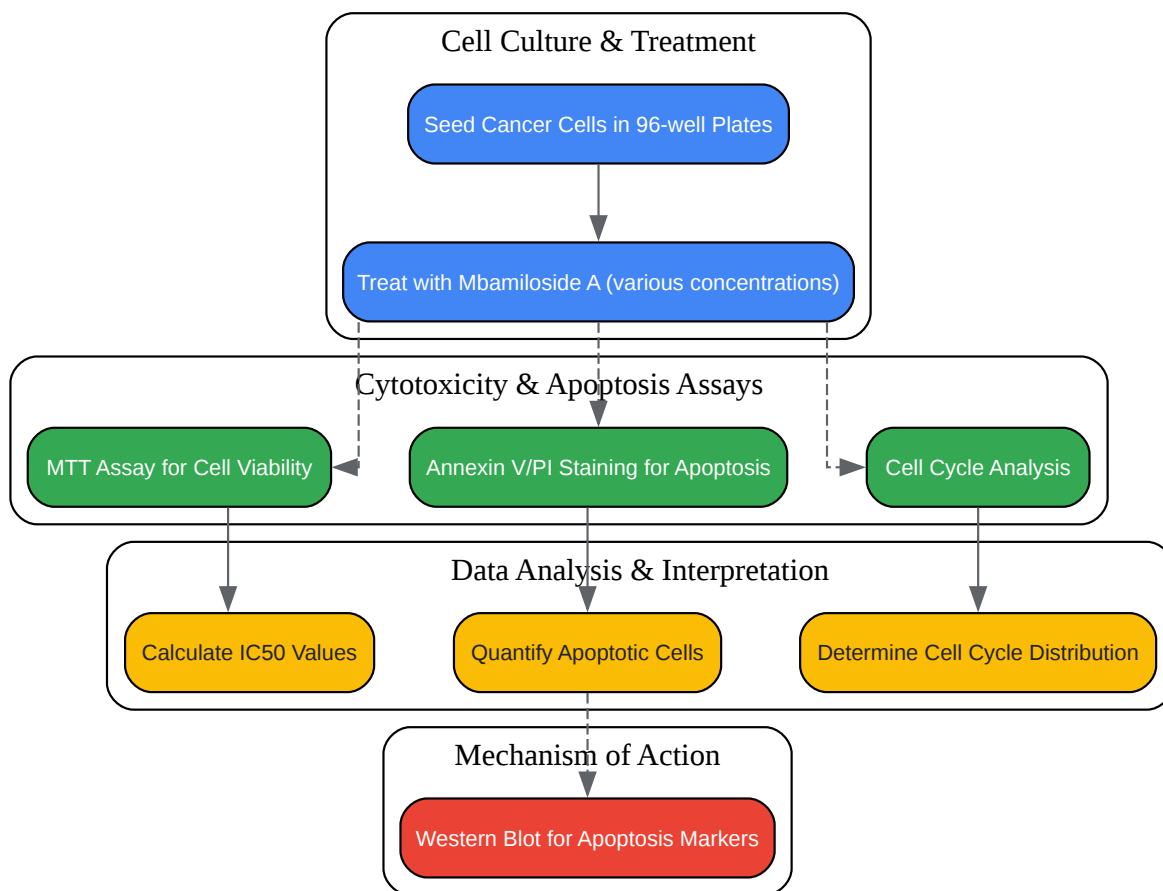 Cell Culture & Treatment
Seed Cancer Cells in 96-well Plates
Treat with Mbamiloside A (various concentrations)
Cytotoxicity & Apoptosis Assays
MTT Assay for Cell Viability
Annexin V/PI Staining for Apoptosis
Cell Cycle Analysis
Data Analysis & Interpretation
Calculate IC50 Values
Quantify Apoptotic Cells
Determine Cell Cycle Distribution
Mechanism of Action
Western Blot for Apoptosis Markers